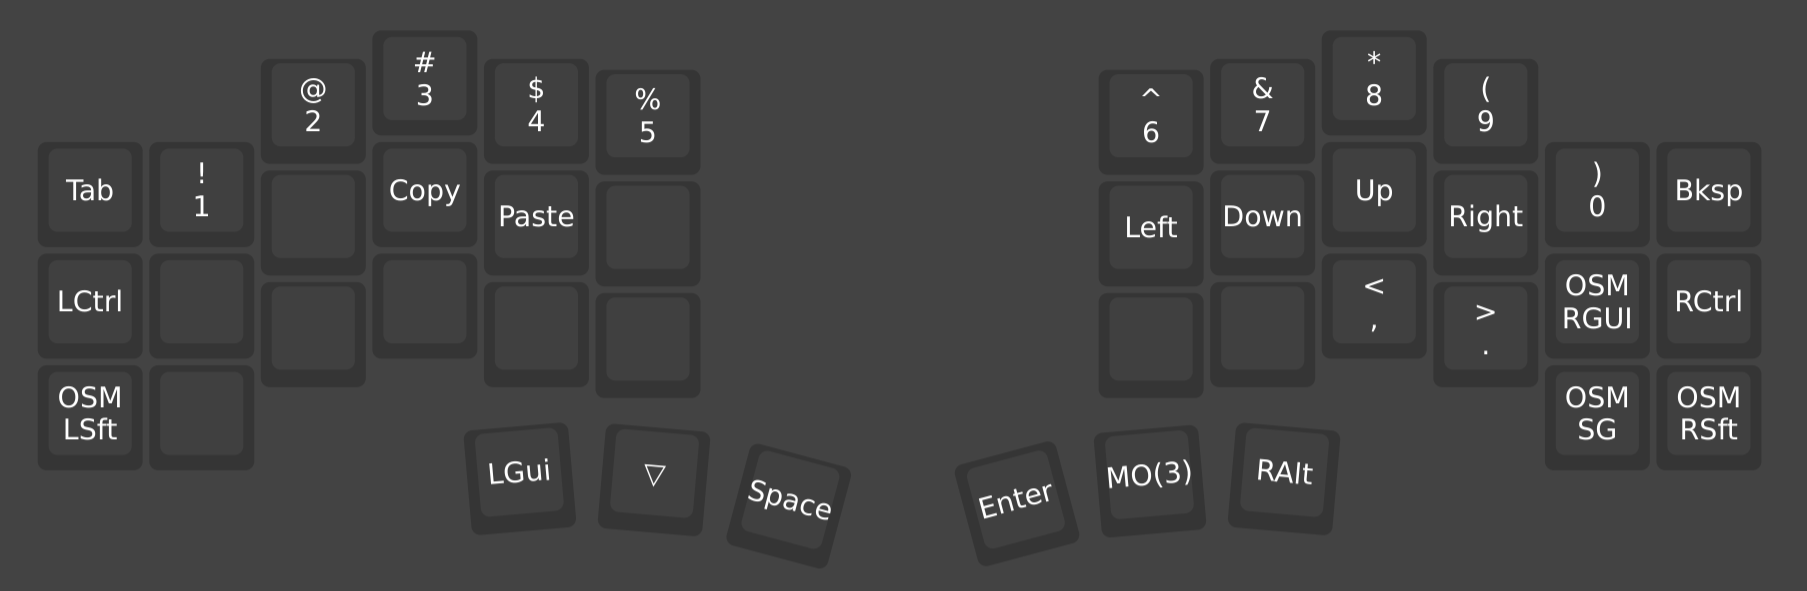 Tab
!
1
@
2
#
3
$
4
%
5
^
6
&
7
*
8
(
9
)
0
Bksp
LCtrl
Copy
Paste
Left
Down
Up
Right
OSM
RGUI
RCtrl
OSM
LSft
<
,
>
.
OSM
SG
OSM
RSft
LGui
▽
Space
Enter
MO(3)
RAlt